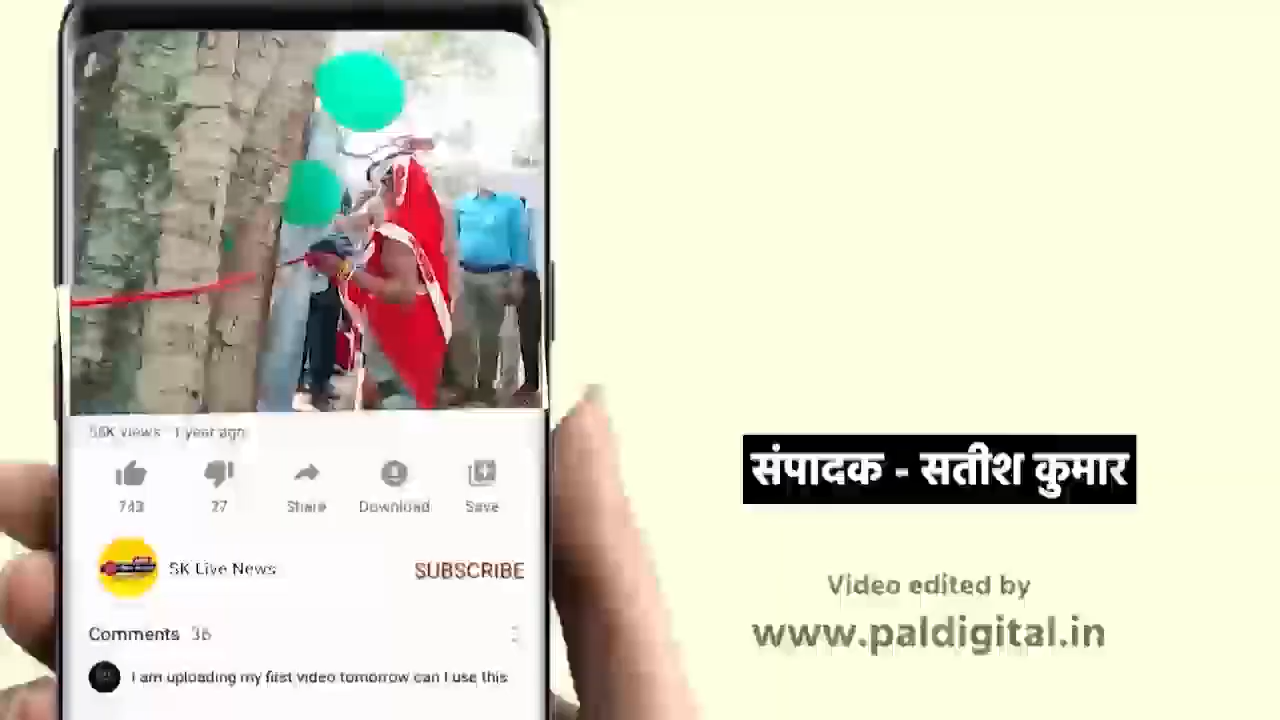 views 1 year ago
743 27 Share Download Save
SK Live News SUBSCRIBE
Comments 36
I am uploading my first video tomorrow can I use this
संपादक - सतीश कुमार
Video edited by
www.paldigital.in